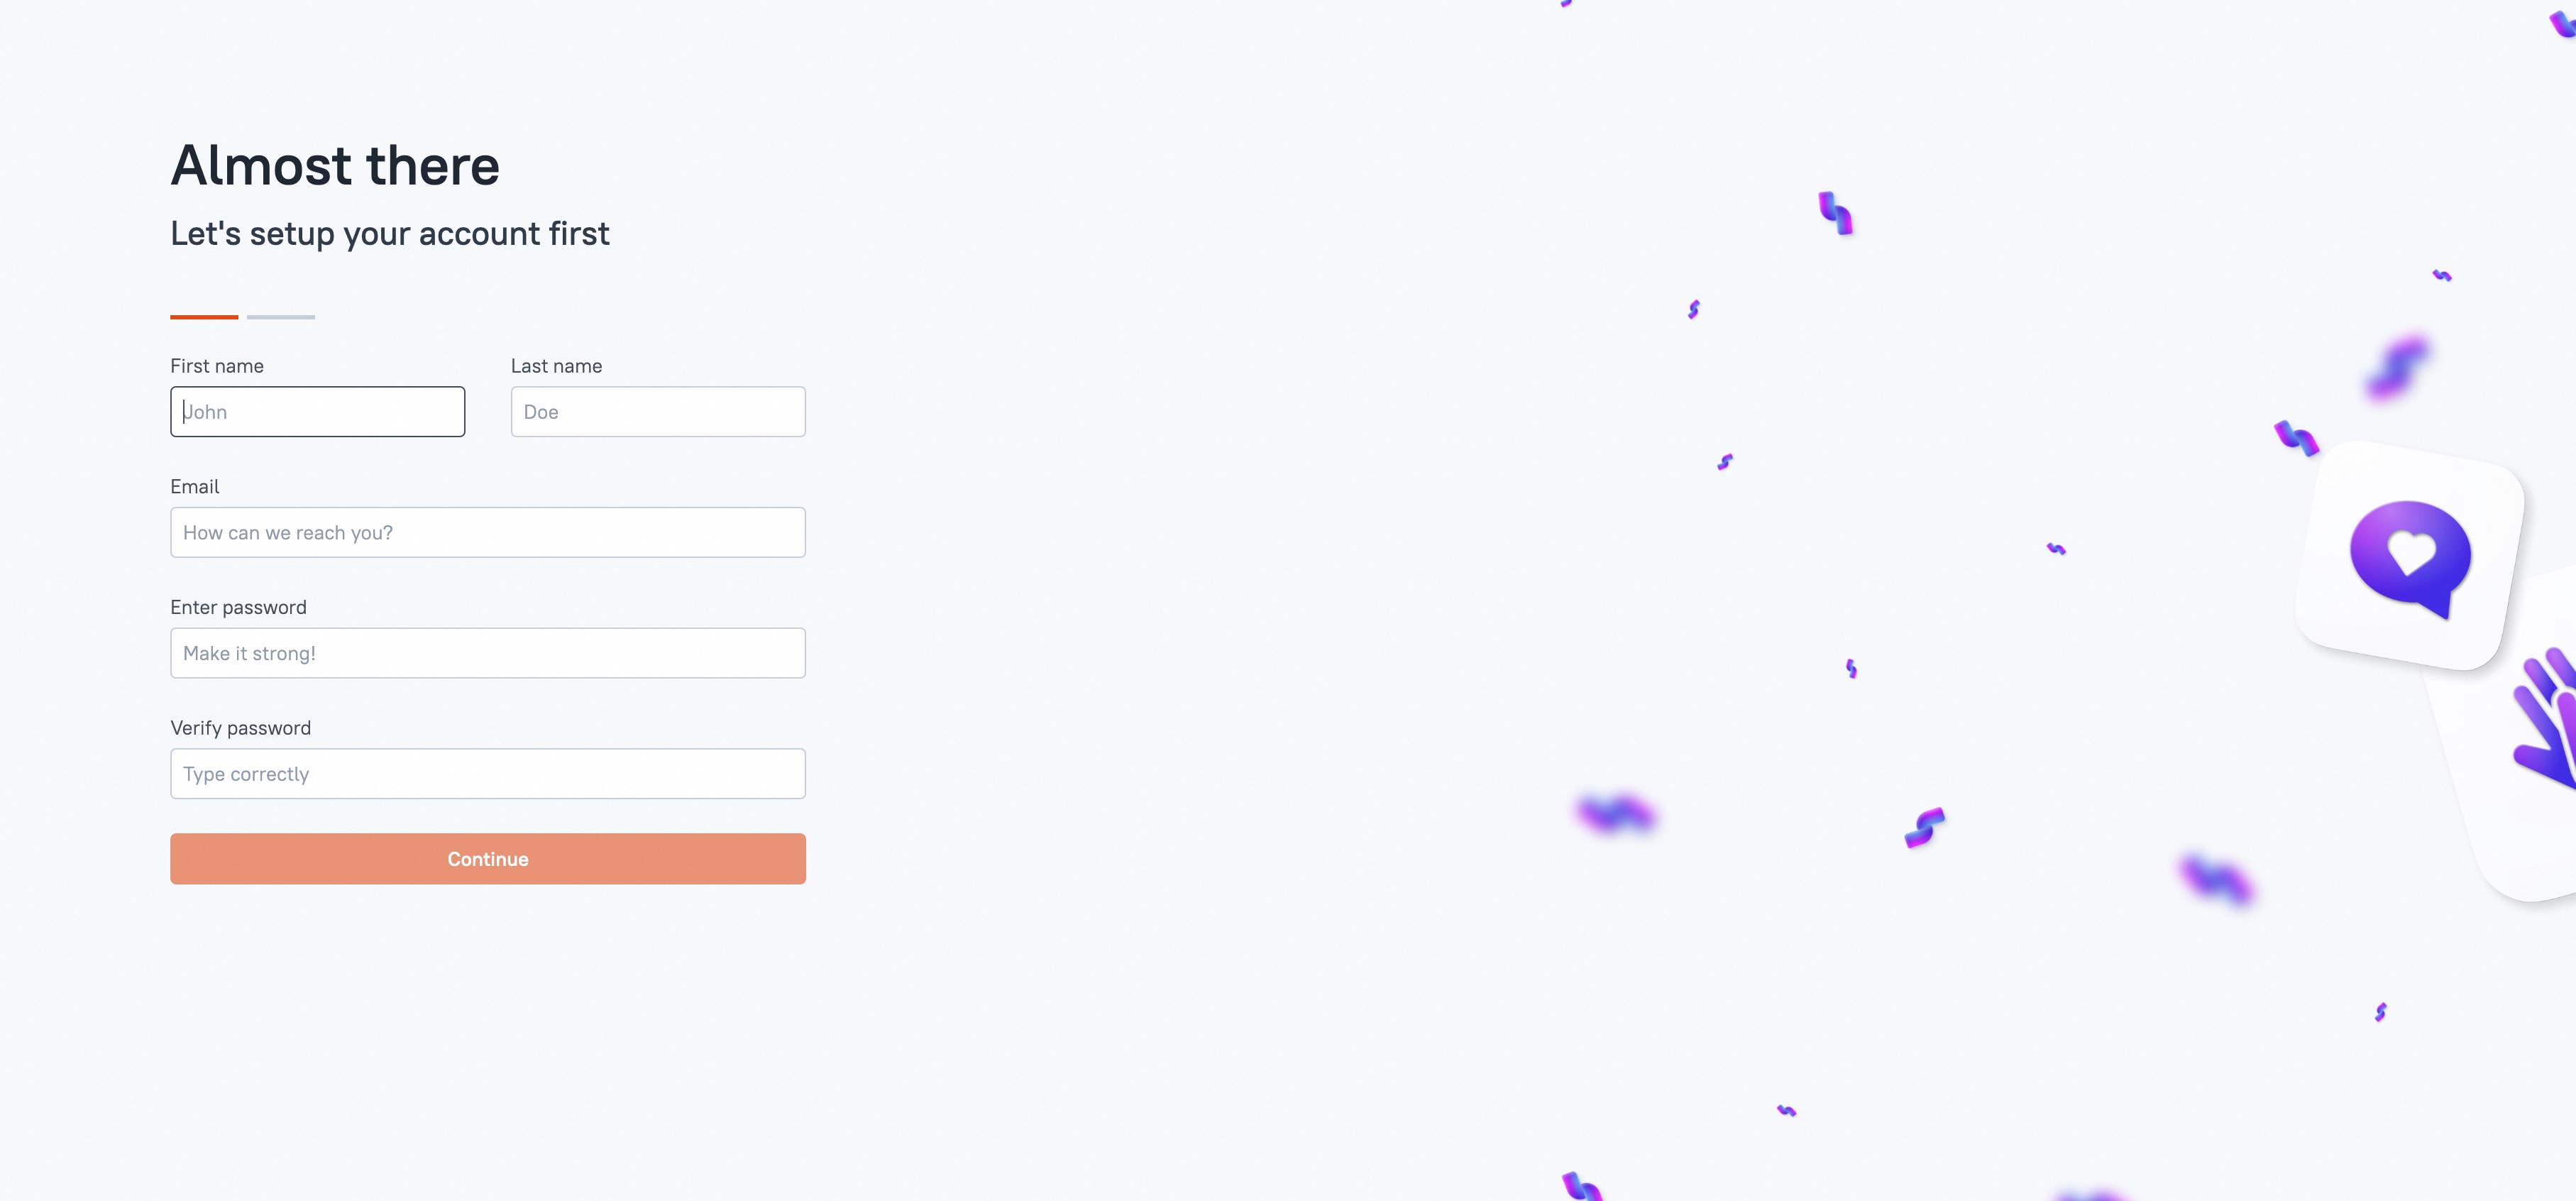 Almost there
Let's setup your account first
First name
Last name
John
Doe
Email
How can we reach you?
Enter password
Make it strong!
Verify password
Type correctly
Continue